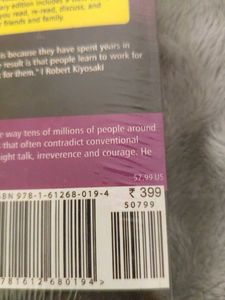 ary edition includes a
you read, re-read, discuss, and
friends and family.
is because they have spent years in
e result is that people learn to work for
for them." I Robert Kiyosaki
e way tens of millions of people around
s that often contradict conventional
ight talk, irreverence and courage. He
$7.99 US
BN 978-1-61268-019-4
₹ 399
50799
781612 680194 >